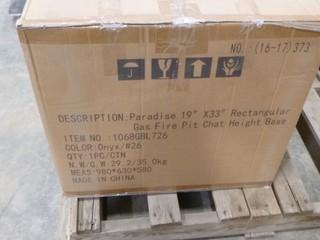 NO.:(16-17)373
DESCRIPTION:Paradise 19" X33" Rectangular
Gas Fire Pit Chat Height Base
ITEM NO.:1068GBL726
COLOR:Onyx/#26
QTY:1PC/CTN
N.W/G.W:29.2/35.0kg
MEAS:980*630*580
MADE IN CHINA